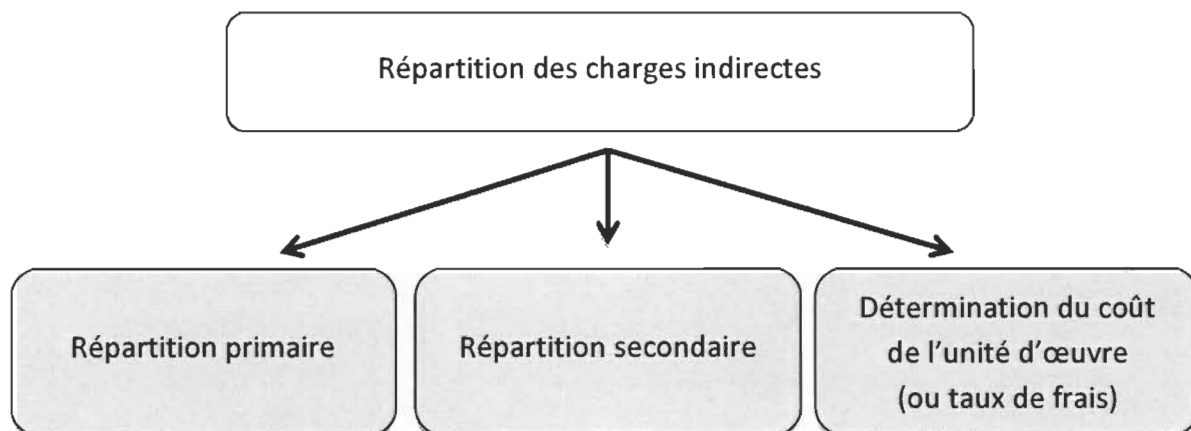 Répartition des charges indirectes
Répartition primaire
Répartition secondaire
Détermination du coût
de l’unité d’œuvre
(ou taux de frais)